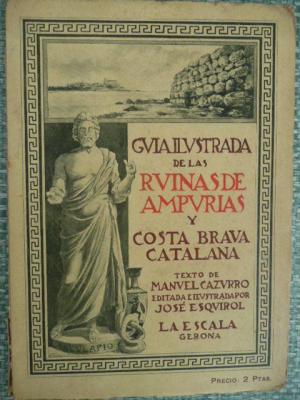 GVIA ILVSTRADA
DE LAS
RVINAS DE
AMPVRIAS
Y
COSTA BRAVA
CATALANA
TEXTO DE
MANVEL CAZVRRO
EDITADA E ILVSTRADA POR
JOSÉ ESQVIROL
LA ESCALA
GERONA
PRECIO: 2 PTAS.